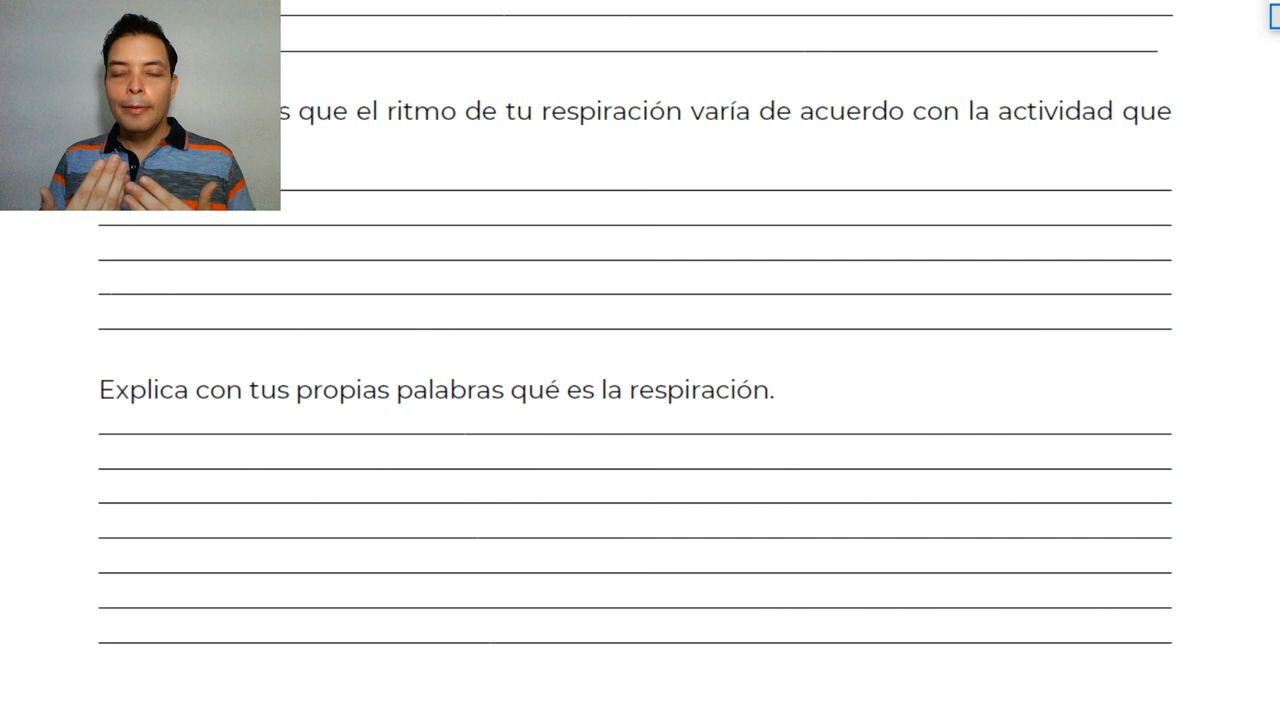 que el ritmo de tu respiración varía de acuerdo con la actividad que
Explica con tus propias palabras qué es la respiración.